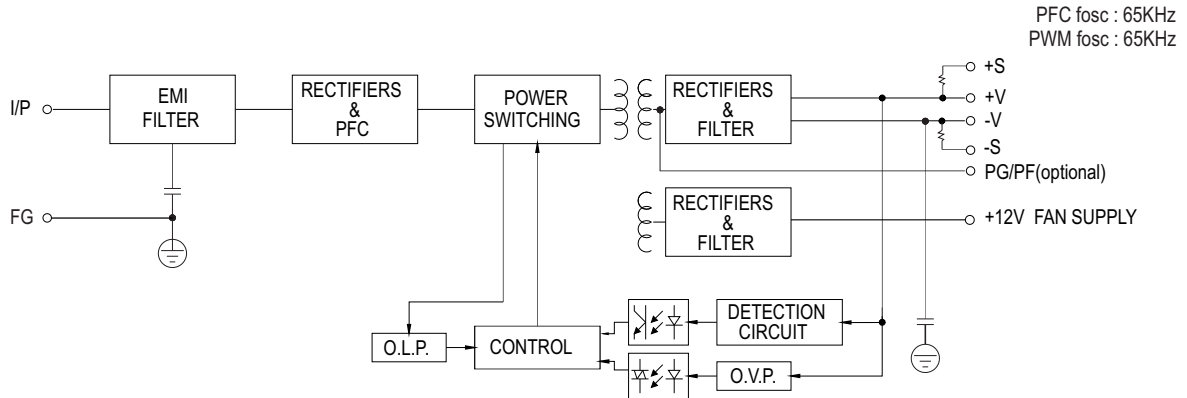 PFC fosc : 65KHz
PWM fosc : 65KHz
I/P
EMI
FILTER
RECTIFIERS
&
PFC
POWER
SWITCHING
RECTIFIERS
&
FILTER
+S
+V
-V
-S
PG/PF(optional)
FG
RECTIFIERS
&
FILTER
+12V FAN SUPPLY
DETECTION
CIRCUIT
O.L.P.
CONTROL
O.V.P.